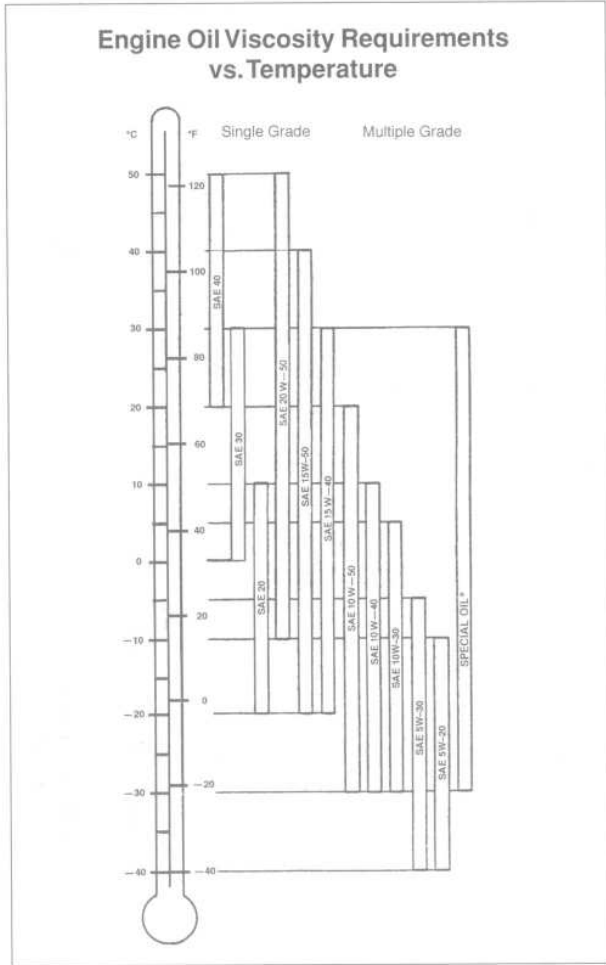 Engine Oil Viscosity Requirements
vs. Temperature
°C
°F
Single Grade
Multiple Grade
50
40
30
20
10
0
—10
—20
—30
—40
120
100
80
60
40
20
0
—20
—40
SAE 40
SAE 30
SAE 20
SAE 20 W—50
SAE 15W—50
SAE 15 W—40
SAE 10 W—50
SAE 10 W—40
SAE 10W—30
SAE 5W—30
SAE 5W—20
SPECIAL OIL*